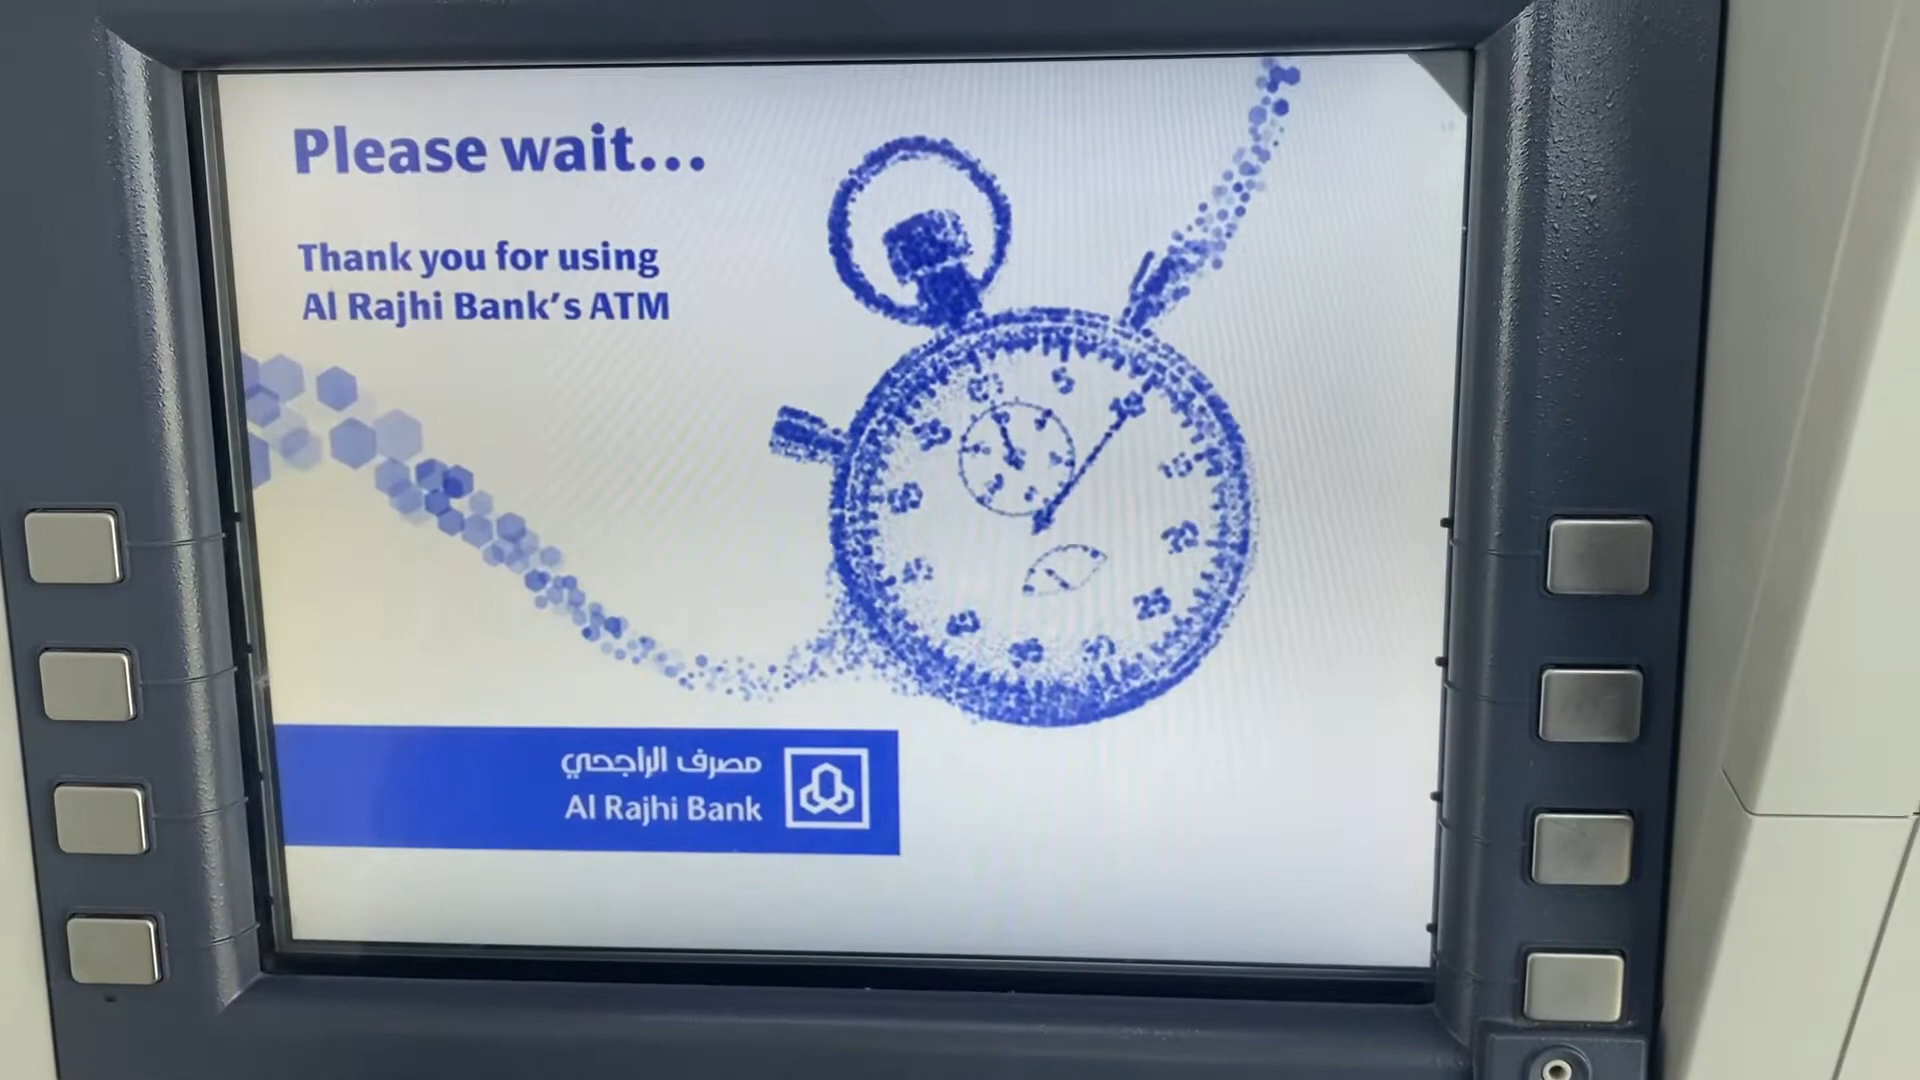 Please wait...
Thank you for using
Al Rajhi Bank's ATM
مصرف الراجحي
Al Rajhi Bank